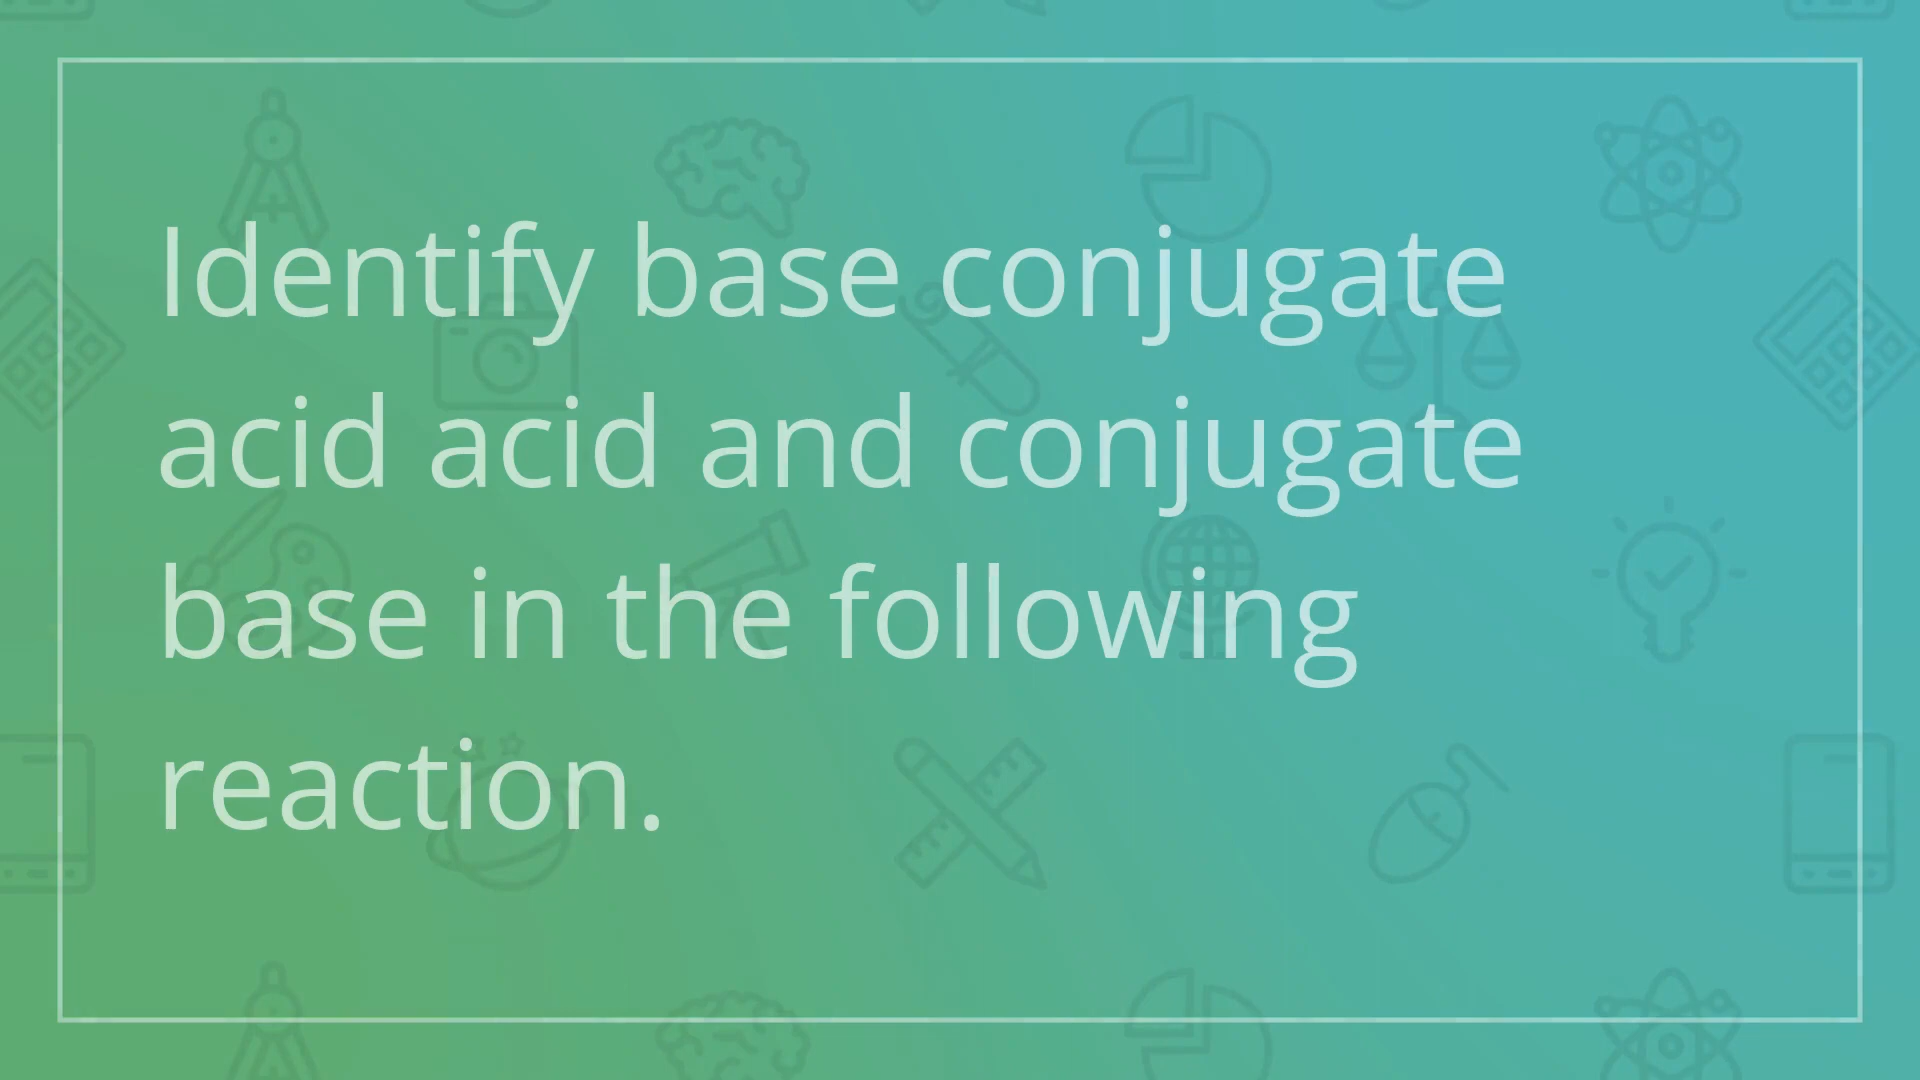 Identify base conjugate
acid acid and conjugate
base in the following
reaction.